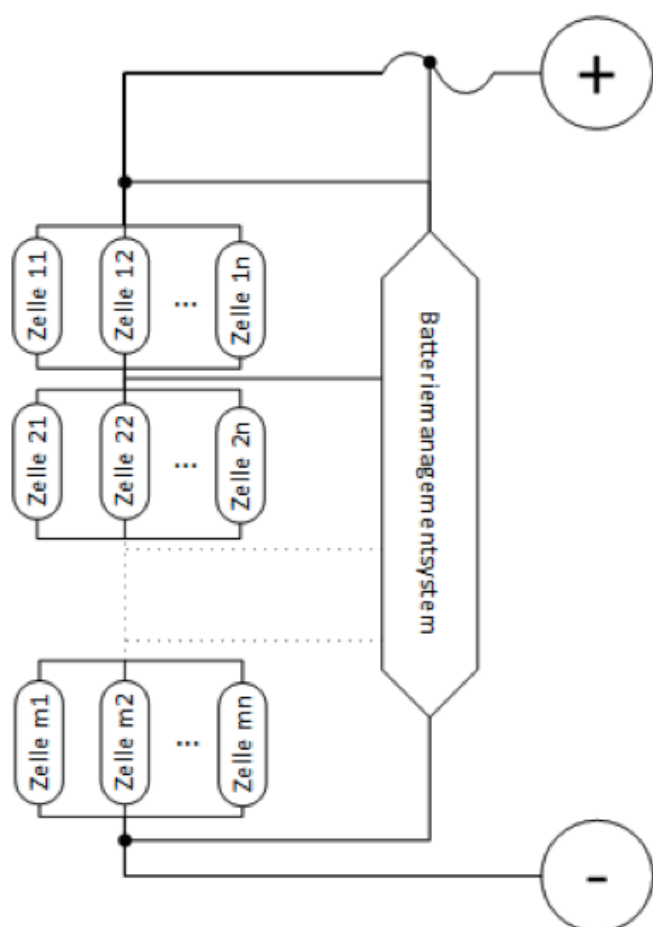 +
Zelle 11
Zelle 12
...
Zelle 1n
Batteriemanagementsystem
Zelle 21
Zelle 22
...
Zelle 2n
Zelle m1
Zelle m2
...
Zelle mn
-